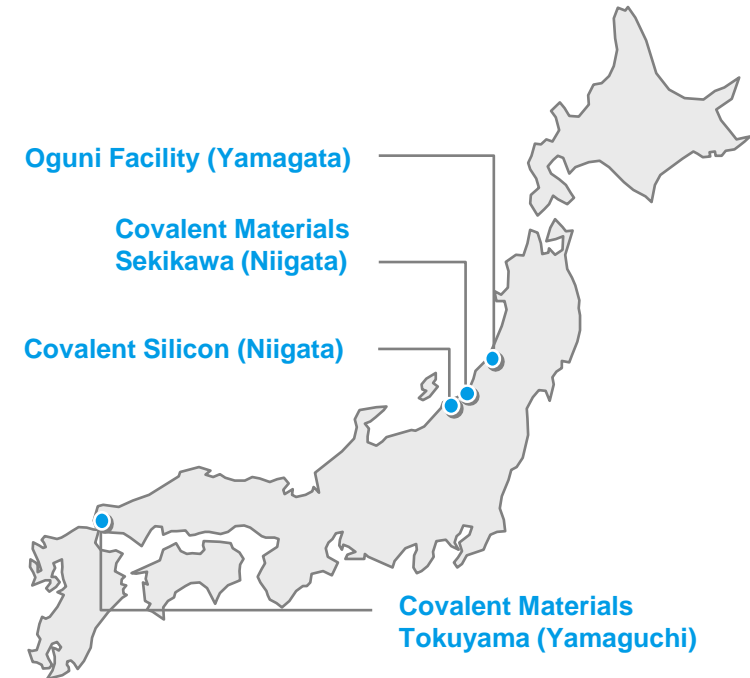 Oguni Facility (Yamagata)
Covalent Materials
Sekikawa (Niigata)
Covalent Silicon (Niigata)
Covalent Materials
Tokuyama (Yamaguchi)